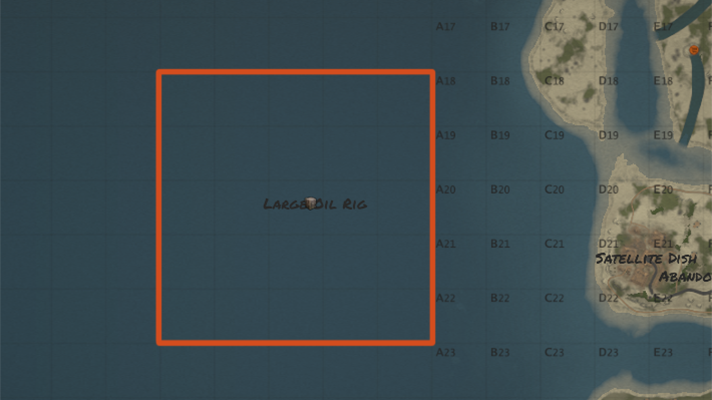 A17 B17 C17 D17 E17 F
A18 B18 C18 D18 E18 F
A19 B19 C19 D19 E19 F
A20 B20 C20 D20 E20 F
Large Oil Rig
A21 B21 C21 D21 E21 F
Satellite Dish
Abando
A22 B22 C22 D22 E22 F
A23 B23 C23 D23 E23 F